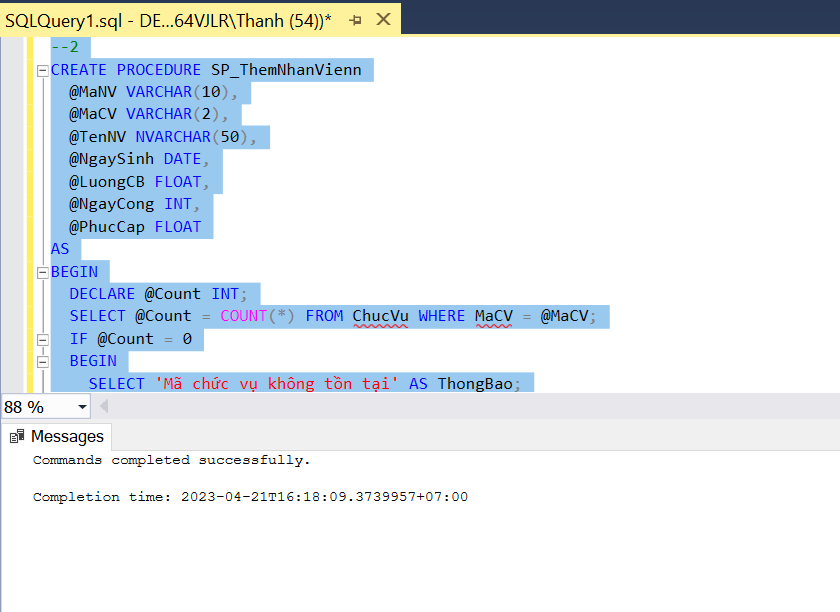 SQLQuery1.sql - DE...64VJLR\Thanh (54))*
--2
CREATE PROCEDURE SP_ThemNhanVienn
@MaNV VARCHAR(10),
@MaCV VARCHAR(2),
@TenNV NVARCHAR(50),
@NgaySinh DATE,
@LuongCB FLOAT,
@NgayCong INT,
@PhucCap FLOAT
AS
BEGIN
DECLARE @Count INT;
SELECT @Count = COUNT(*) FROM ChucVu WHERE MaCV = @MaCV;
IF @Count = 0
BEGIN
SELECT 'Mã chức vụ không tồn tại' AS ThongBao;
88 %
Messages
Commands completed successfully.
Completion time: 2023-04-21T16:18:09.3739957+07:00